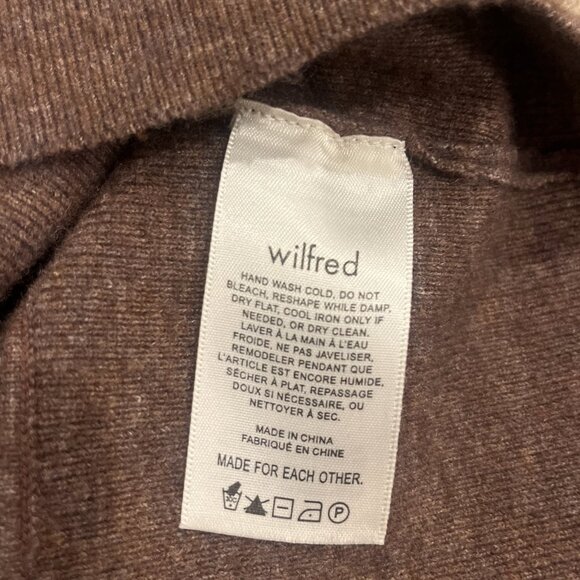 wilfred
HAND WASH COLD, DO NOT
BLEACH, RESHAPE WHILE DAMP,
DRY FLAT, COOL IRON ONLY IF
NEEDED, OR DRY CLEAN.
LAVER À LA MAIN À L'EAU
FROIDE, NE PAS JAVELISER,
REMODELER PENDANT QUE
L'ARTICLE EST ENCORE HUMIDE,
SÉCHER À PLAT, REPASSAGE
DOUX SI NÉCESSAIRE, OU
NETTOYER À SEC.
MADE IN CHINA
FABRIQUÉ EN CHINE
MADE FOR EACH OTHER.
30C P